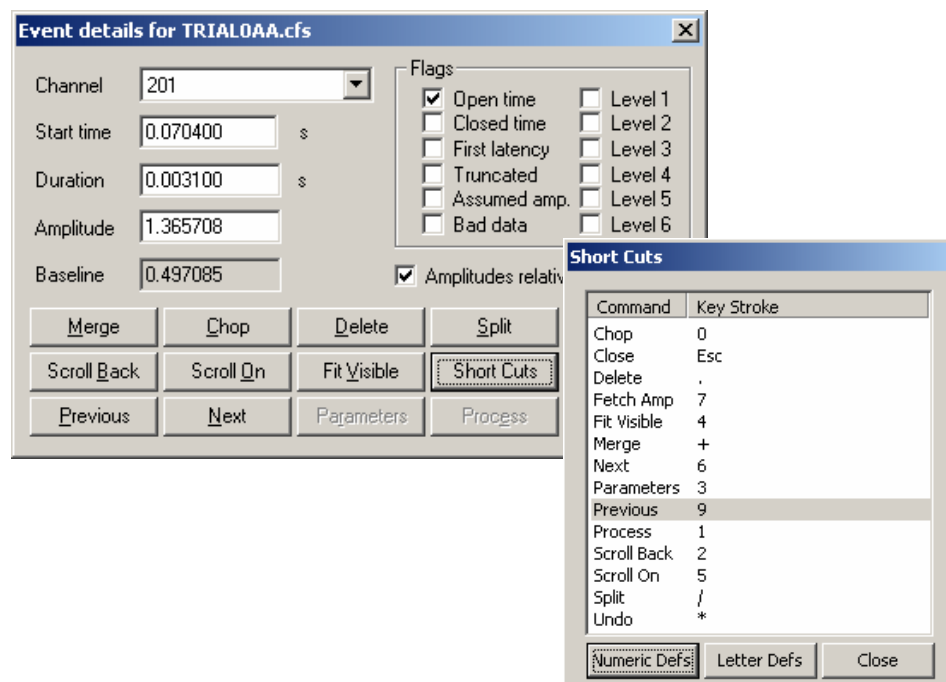 Event details for TRIAL0AA.cfs
Channel 201
Start time 0.070400 s
Duration 0.003100 s
Amplitude 1.365708
Baseline 0.497085
Flags
Open time Level 1
Closed time Level 2
First latency Level 3
Truncated Level 4
Assumed amp. Level 5
Bad data Level 6
Amplitudes relativ
Merge Chop Delete Split
Scroll Back Scroll On Fit Visible Short Cuts
Previous Next Parameters Process
Short Cuts
Command Key Stroke
Chop 0
Close Esc
Delete .
Fetch Amp 7
Fit Visible 4
Merge +
Next 6
Parameters 3
Previous 9
Process 1
Scroll Back 2
Scroll On 5
Split /
Undo *
Numeric Defs Letter Defs Close